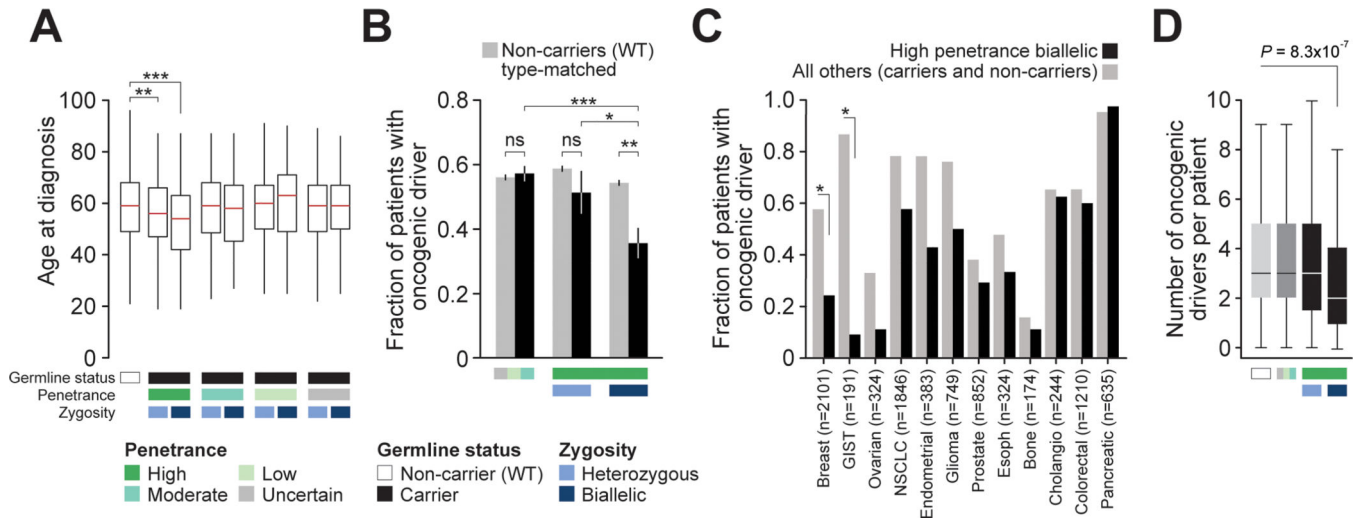 A
Age at diagnosis
100
80
60
40
20
0
***
**
Germline status
Penetrance
Zygosity
B
Non-carriers (WT)
type-matched
Fraction of patients with
oncogenic driver
0.8
0.6
0.4
0.2
0
ns
ns
***
*
**
C
High penetrance biallelic
All others (carriers and non-carriers)
Fraction of patients with
oncogenic driver
1.0
0.8
0.6
0.4
0.2
0
*
*
Breast (n=2101)
GIST (n=191)
Ovarian (n=324)
NSCLC (n=1846)
Endometrial (n=383)
Glioma (n=749)
Prostate (n=852)
Esoph (n=324)
Bone (n=174)
Cholangio (n=244)
Colorectal (n=1210)
Pancreatic (n=635)
D
P = 8.3x10-7
Number of oncogenic
drivers per patient
10
8
6
4
2
0
Penetrance
High
Low
Moderate
Uncertain
Germline status
Non-carrier (WT)
Carrier
Zygosity
Heterozygous
Biallelic